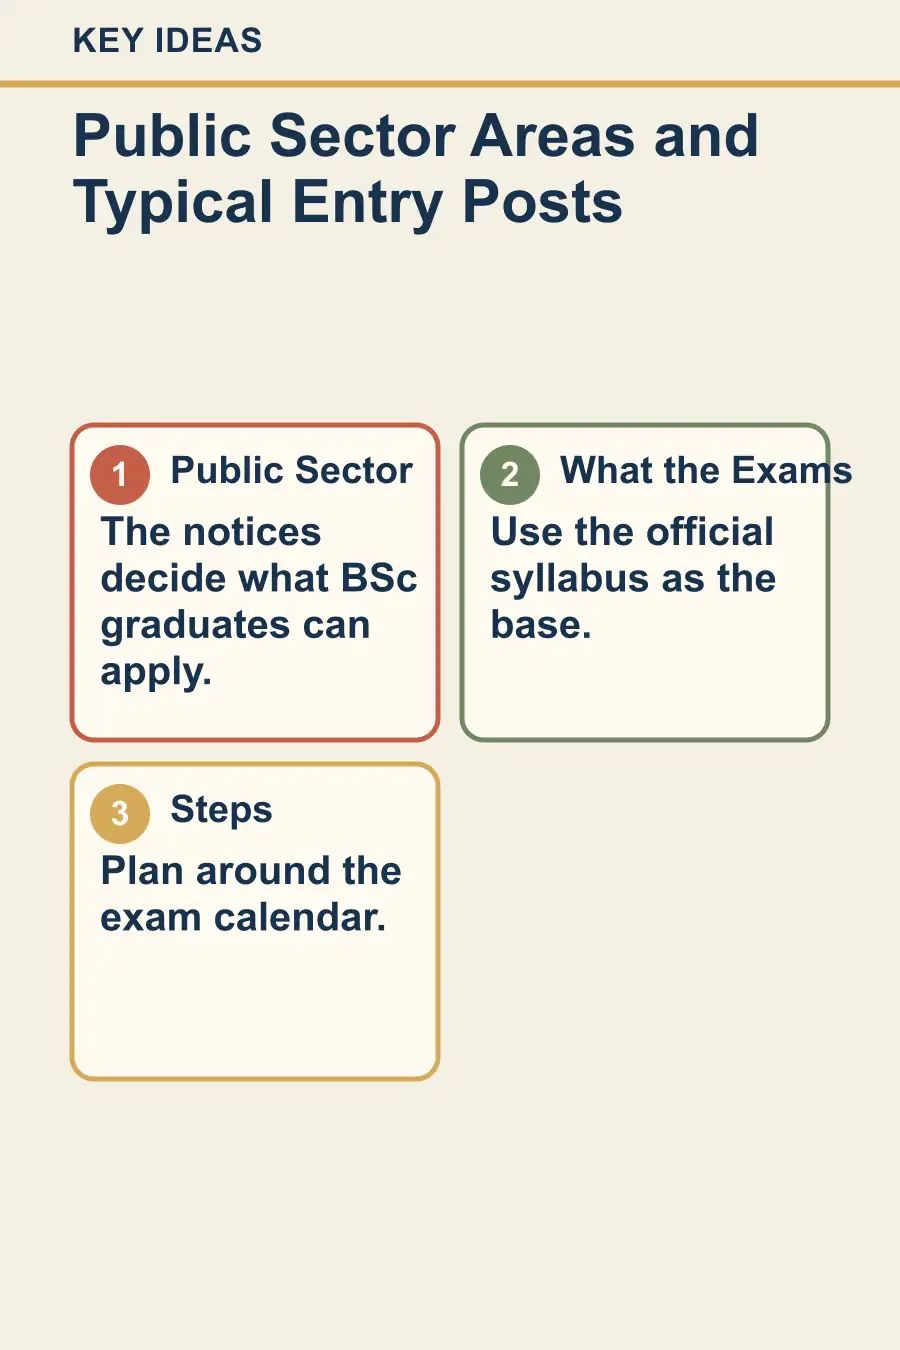 KEY IDEAS
Public Sector Areas and
Typical Entry Posts
1 Public Sector
The notices
decide what BSc
graduates can
apply.
2 What the Exams
Use the official
syllabus as the
base.
3 Steps
Plan around the
exam calendar.